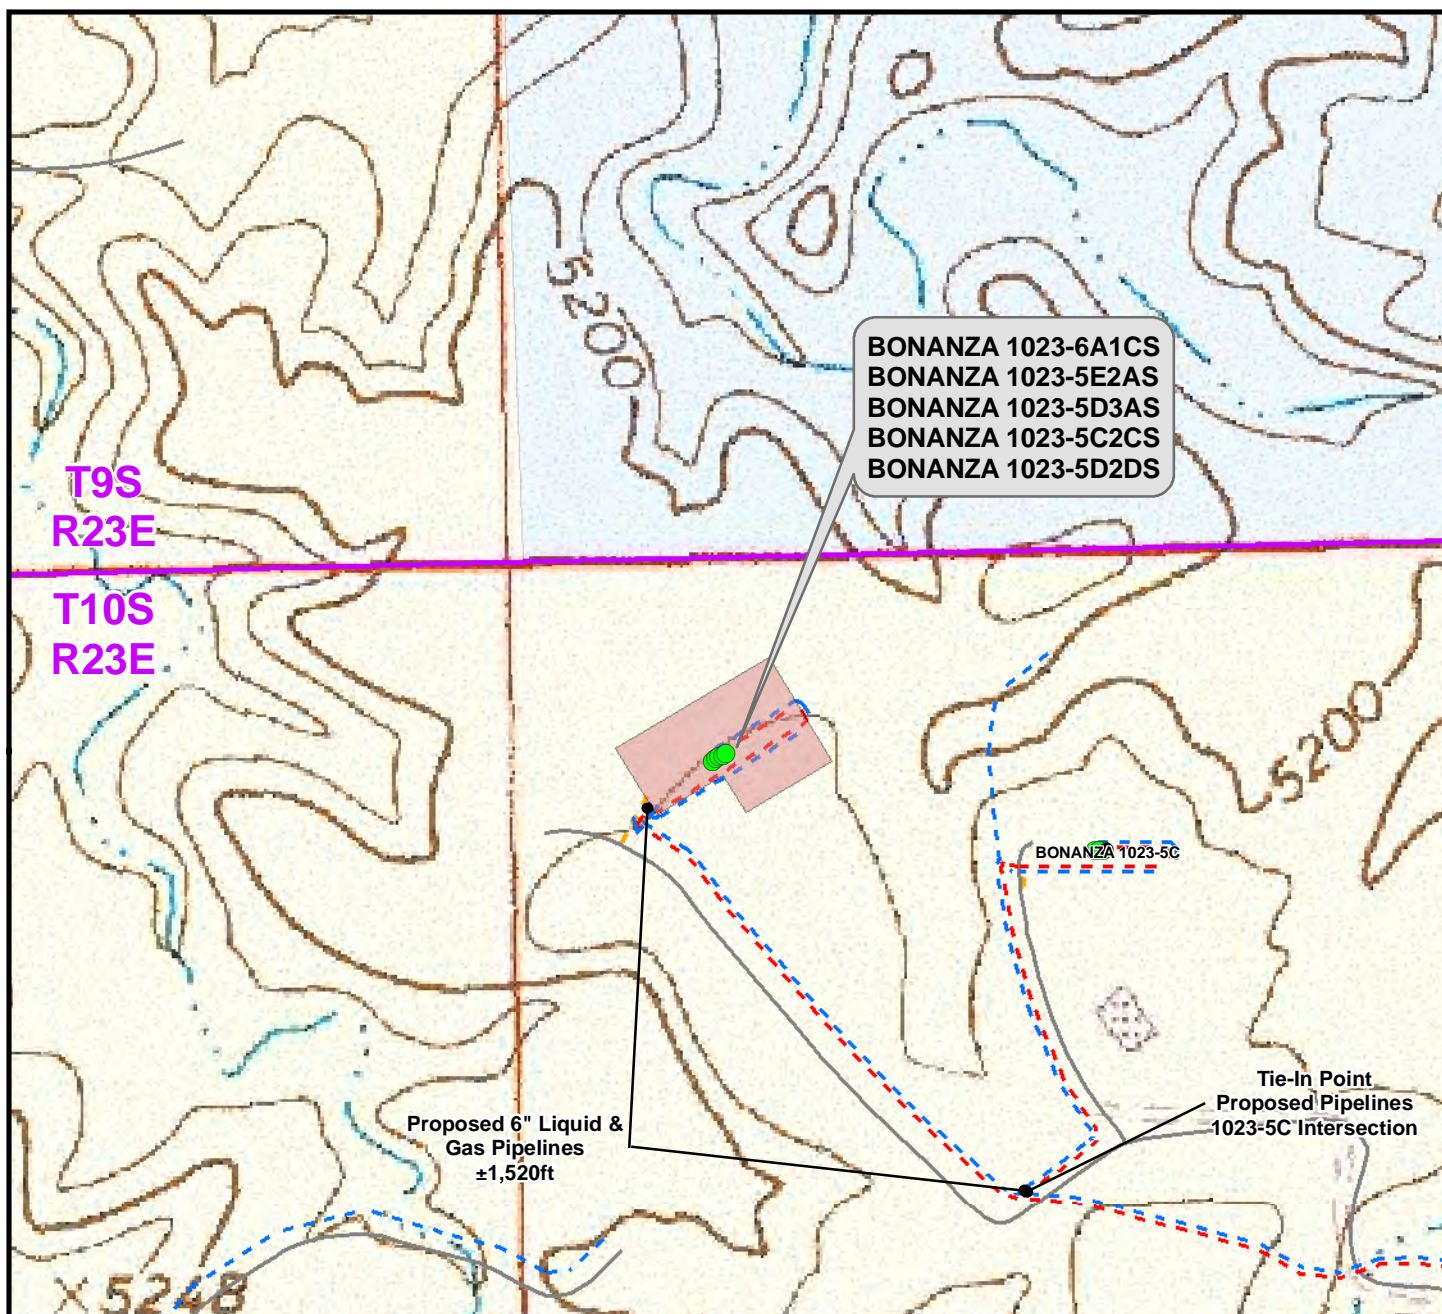 5200
BONANZA 1023-6A1CS
BONANZA 1023-5E2AS
BONANZA 1023-5D3AS
BONANZA 1023-5C2CS
BONANZA 1023-5D2DS
T9S
R23E
T10S
R23E
5200
BONANZA 1023-5C
Tie-In Point
Proposed Pipelines
1023-5C Intersection
Proposed 6" Liquid &
Gas Pipelines
±1,520ft
×5248